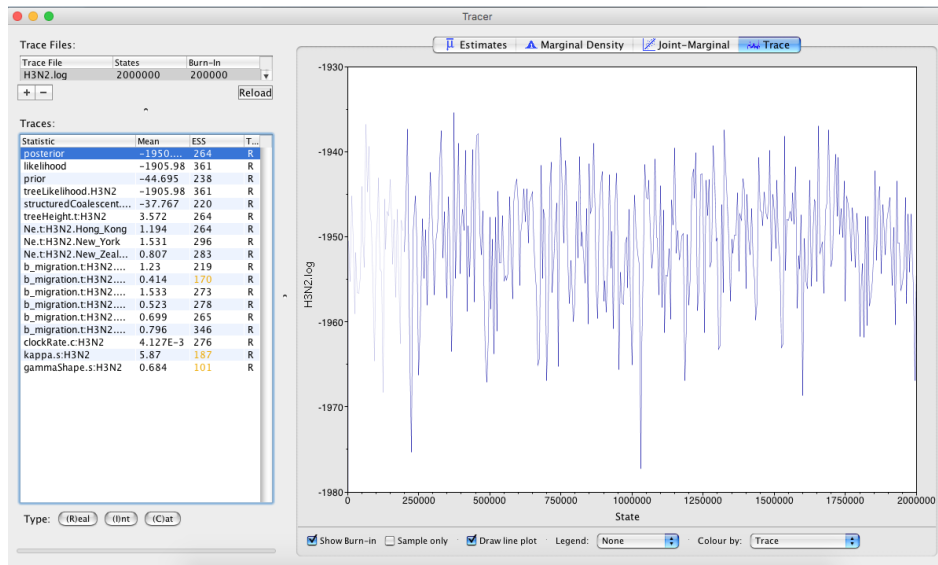 Tracer
Trace Files:
Trace File States Burn-In
H3N2.log 2000000 200000
+ − Reload
Traces:
Statistic Mean ESS T...
posterior -1950.... 264 R
likelihood -1905.98 361 R
prior -44.695 238 R
treeLikelihood.H3N2 -1905.98 361 R
structuredCoalescent.... -37.767 220 R
treeHeight.t:H3N2 3.572 264 R
Ne.t:H3N2.Hong_Kong 1.194 264 R
Ne.t:H3N2.New_York 1.531 296 R
Ne.t:H3N2.New_Zeal... 0.807 283 R
b_migration.t:H3N2.... 1.23 219 R
b_migration.t:H3N2.... 0.414 170 R
b_migration.t:H3N2.... 1.533 273 R
b_migration.t:H3N2.... 0.523 278 R
b_migration.t:H3N2.... 0.699 265 R
b_migration.t:H3N2.... 0.796 346 R
clockRate.c:H3N2 4.127E-3 276 R
kappa.s:H3N2 5.87 187 R
gammaShape.s:H3N2 0.684 101 R
Type: (R)eal (I)nt (C)at
μ Estimates Marginal Density Joint-Marginal Trace
-1930
-1940
-1950
-1960
-1970
-1980
H3N2.log
0 250000 500000 750000 1000000 1250000 1500000 1750000 2000000
State
Show Burn-in Sample only Draw line plot Legend: None Colour by: Trace